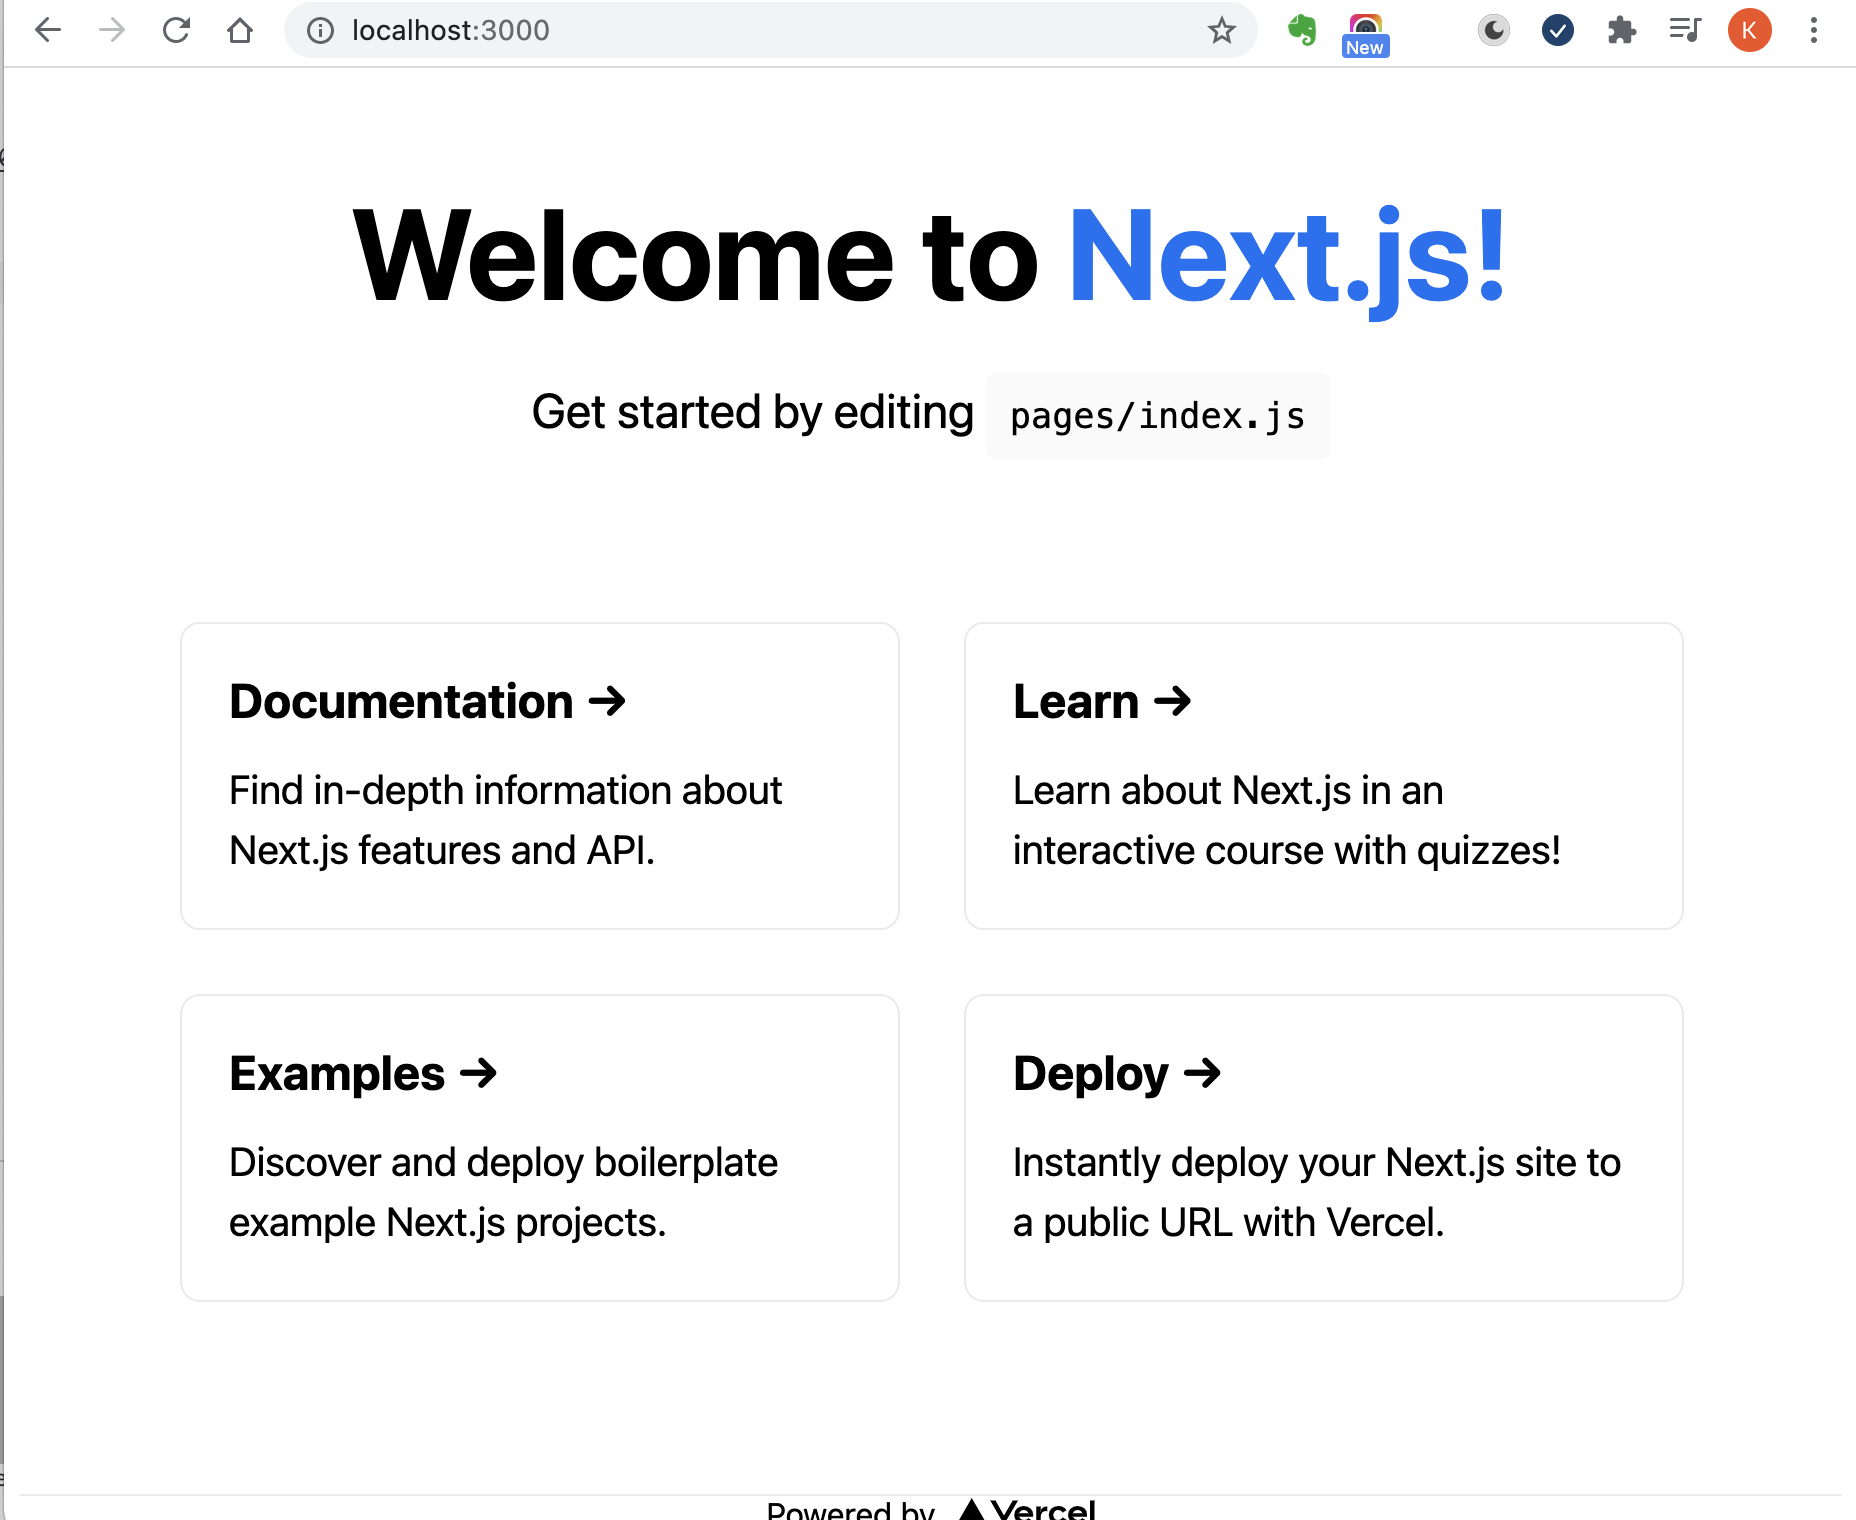 localhost:3000
New
K
Welcome to Next.js!
Get started by editing pages/index.js
Documentation →
Find in-depth information about
Next.js features and API.
Learn →
Learn about Next.js in an
interactive course with quizzes!
Examples →
Discover and deploy boilerplate
example Next.js projects.
Deploy →
Instantly deploy your Next.js site to
a public URL with Vercel.
Powered by Vercel